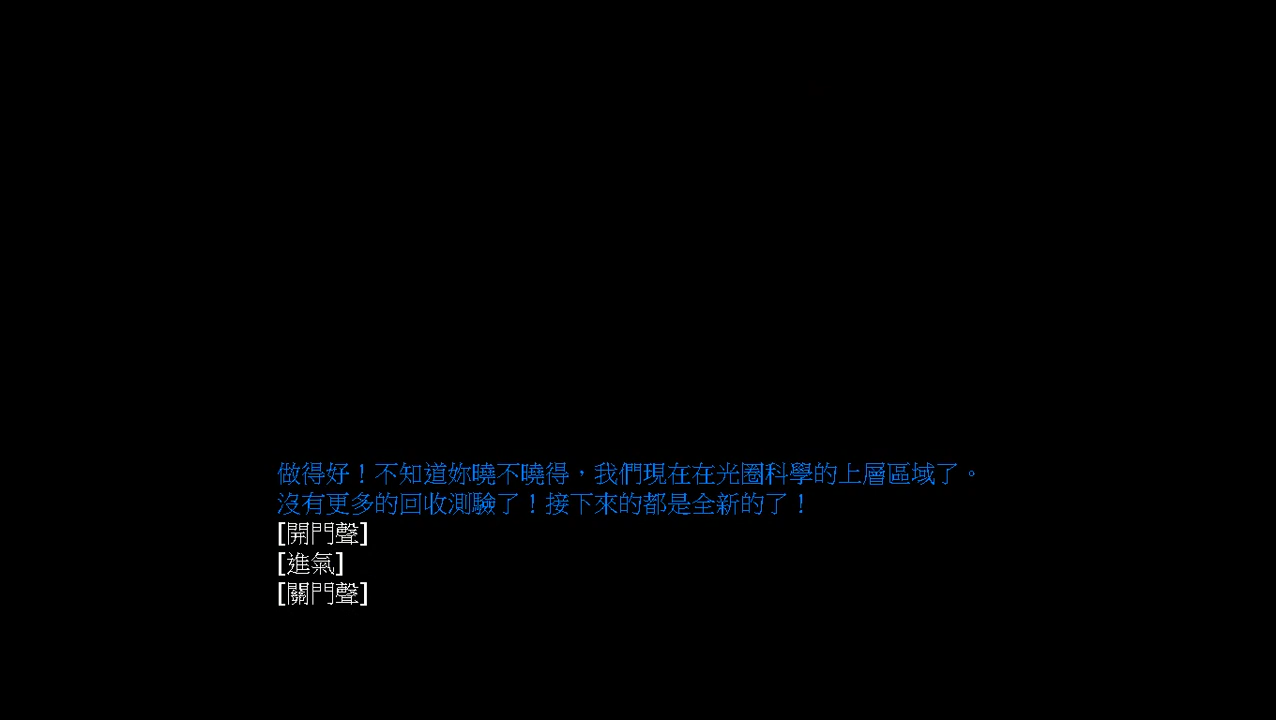 做得好！不知道妳曉不曉得，我們現在在光圈科學的上層區域了。
沒有更多的回收測驗了！接下來的都是全新的了！
[開門聲]
[進氣]
[關門聲]